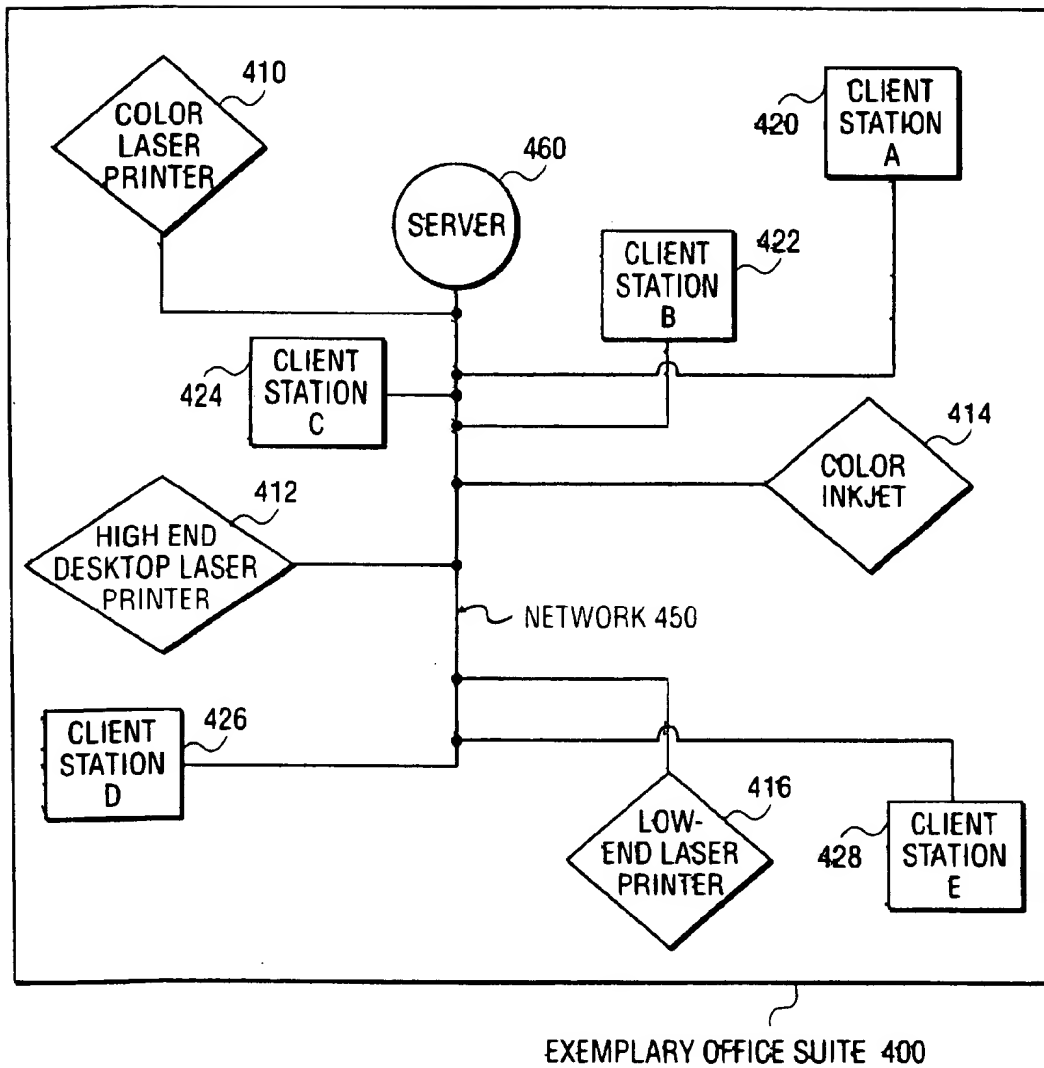 410
COLOR
LASER
PRINTER
CLIENT
STATION
A
420
460
SERVER
422
CLIENT
STATION
B
424
CLIENT
STATION
C
414
COLOR
INKJET
412
HIGH END
DESKTOP LASER
PRINTER
NETWORK 450
426
CLIENT
STATION
D
416
LOW-
END LASER
PRINTER
428
CLIENT
STATION
E
EXEMPLARY OFFICE SUITE 400